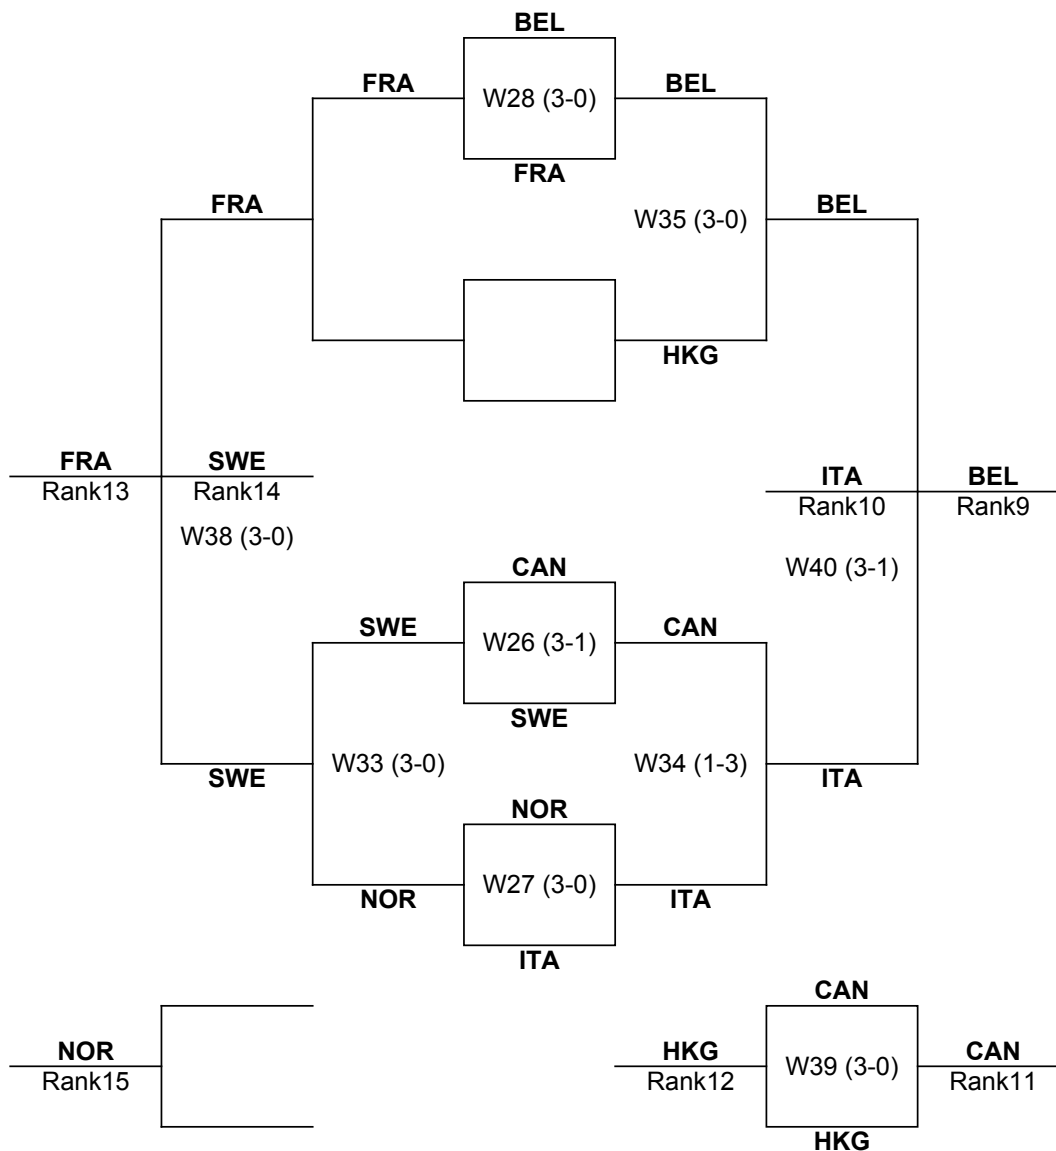 BEL
FRA W28 (3-0) BEL
FRA
FRA W35 (3-0) BEL
HKG
FRA SWE ITA BEL
Rank13 Rank14 Rank10 Rank9
W38 (3-0) W40 (3-1)
CAN
SWE W26 (3-1) CAN
SWE
SWE W33 (3-0) W34 (1-3) ITA
NOR
NOR W27 (3-0) ITA
ITA
CAN
NOR HKG W39 (3-0) CAN
Rank15 Rank12 Rank11
HKG